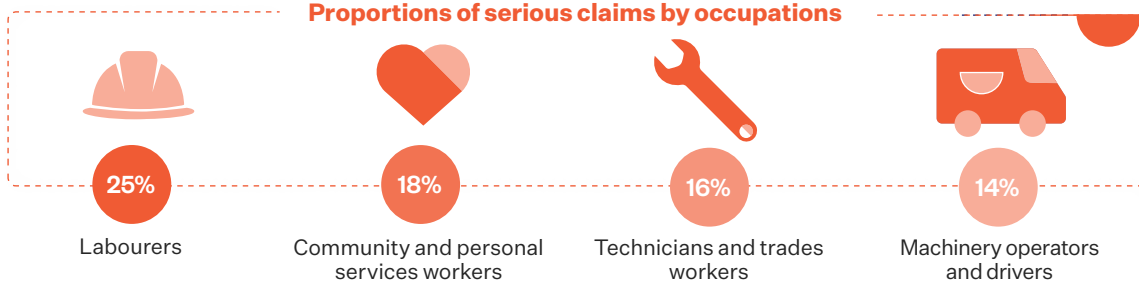 Proportions of serious claims by occupations
25%
18%
16%
14%
Labourers
Community and personal
services workers
Technicians and trades
workers
Machinery operators
and drivers